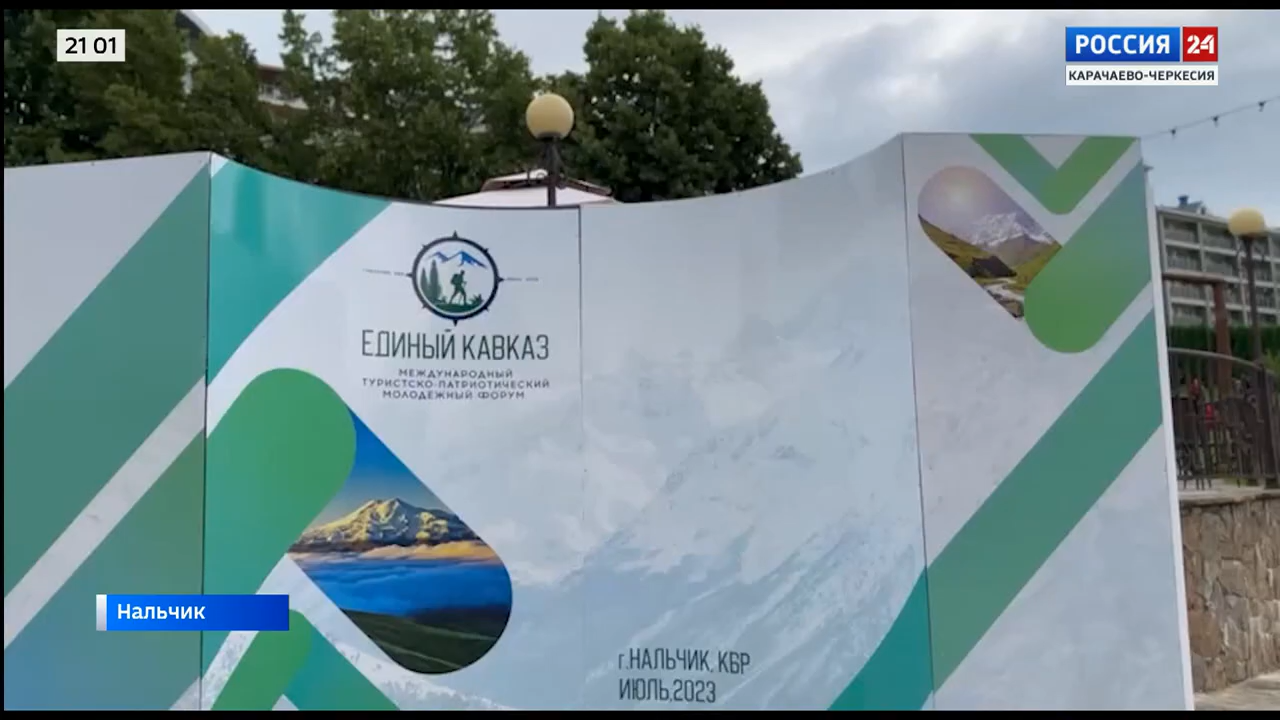 21 01
РОССИЯ 24
КАРАЧАЕВО-ЧЕРКЕСИЯ
ЕДИНЫЙ КАВКАЗ
МЕЖДУНАРОДНЫЙ
ТУРИСТСКО-ПАТРИОТИЧЕСКИЙ
МОЛОДЕЖНЫЙ ФОРУМ
Нальчик
г.НАЛЬЧИК, КБР
ИЮЛЬ,2023